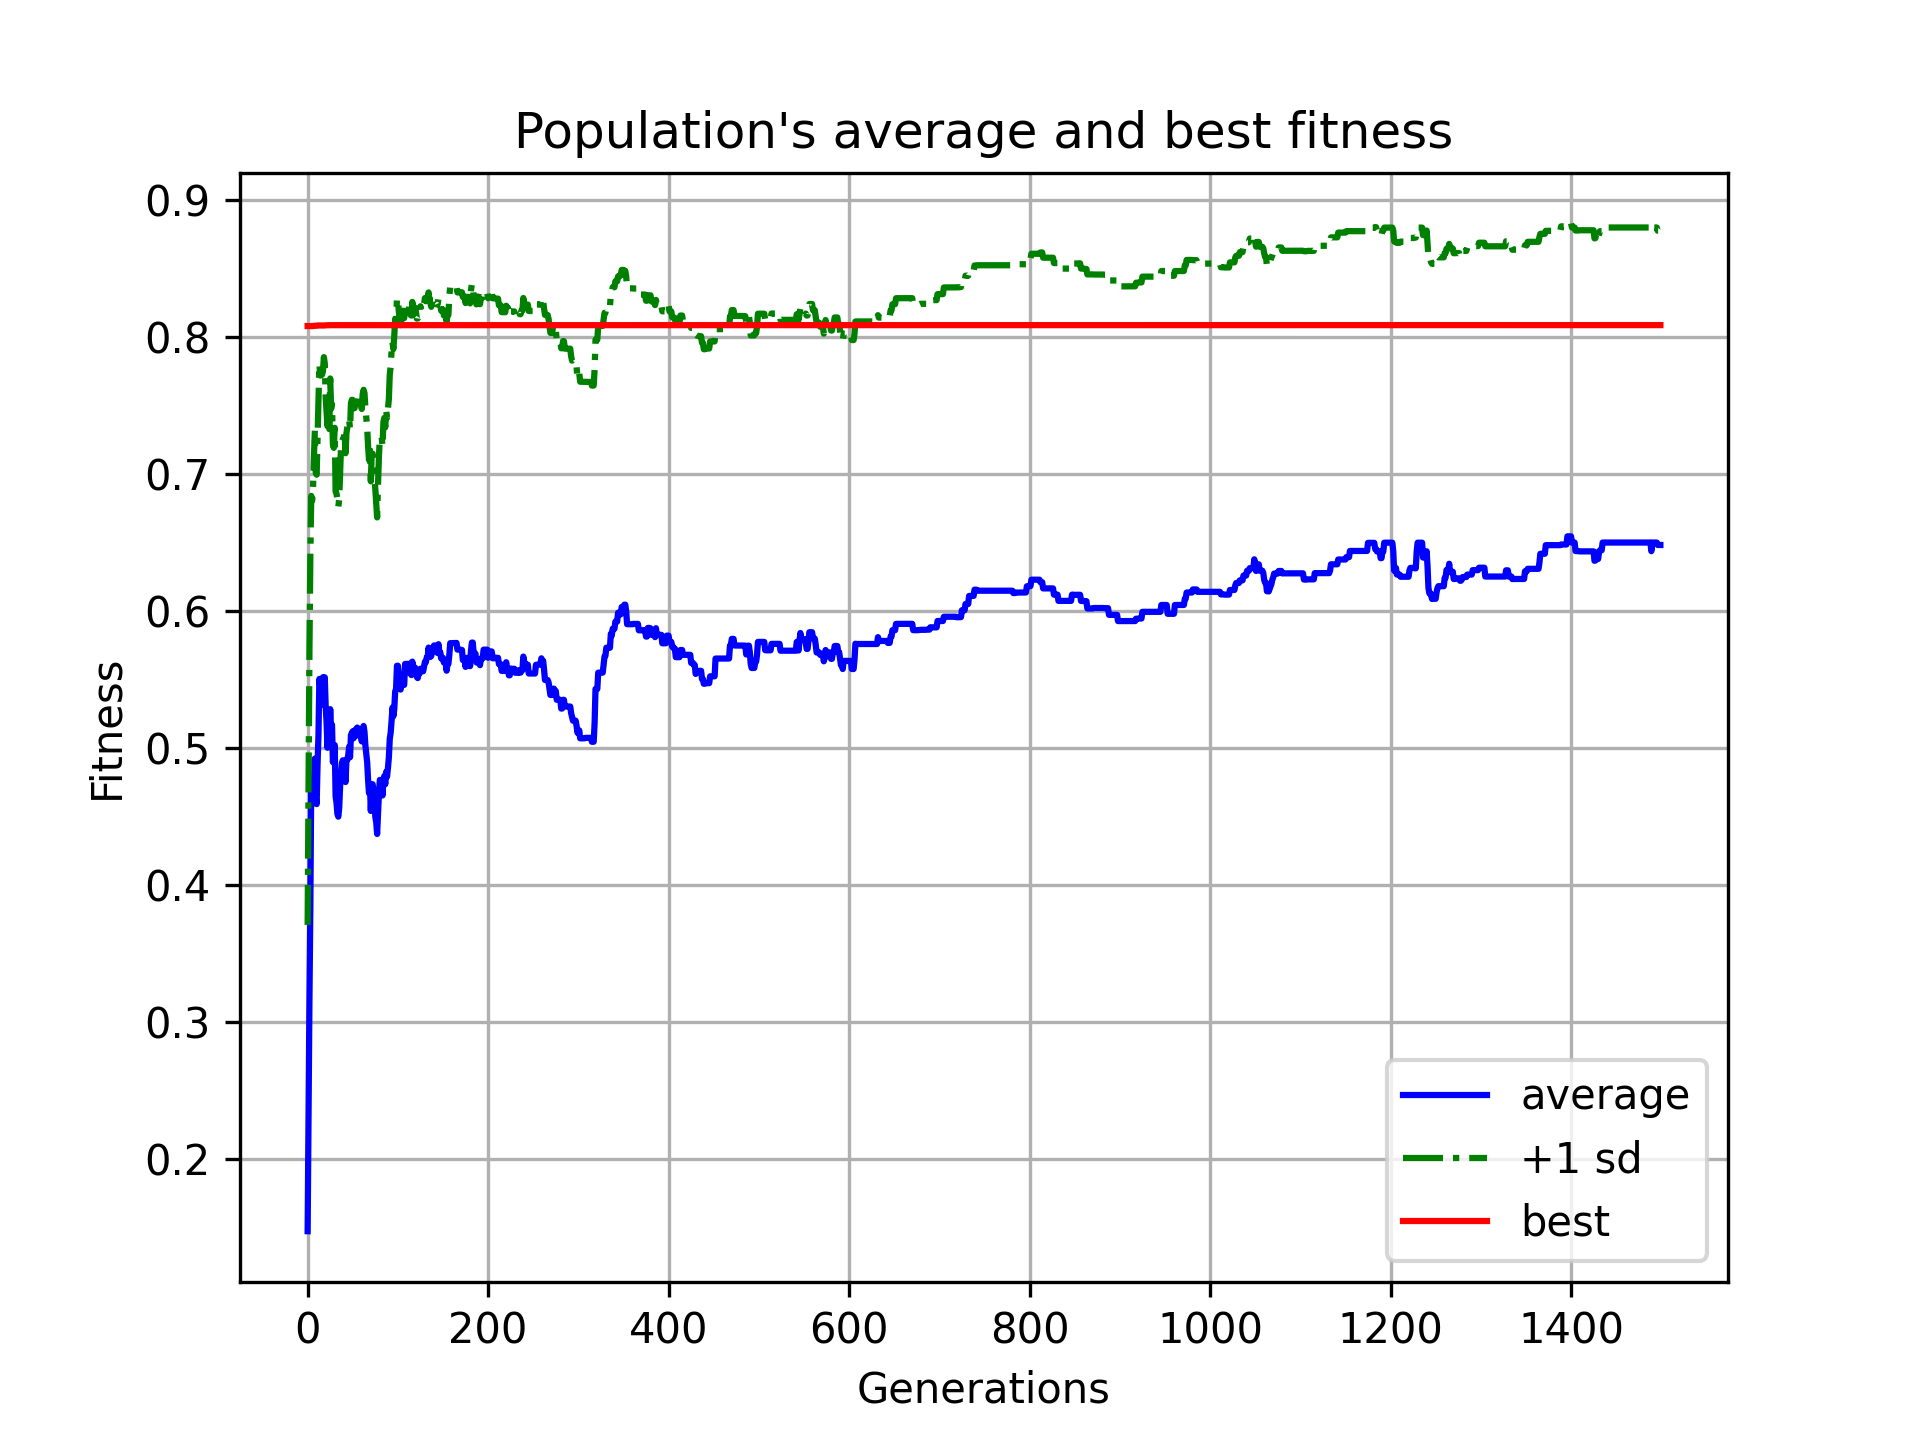 Population's average and best fitness
0.9
0.8
0.7
0.6
0.5
0.4
0.3
0.2
Fitness
0 200 400 600 800 1000 1200 1400
Generations
average
+1 sd
best